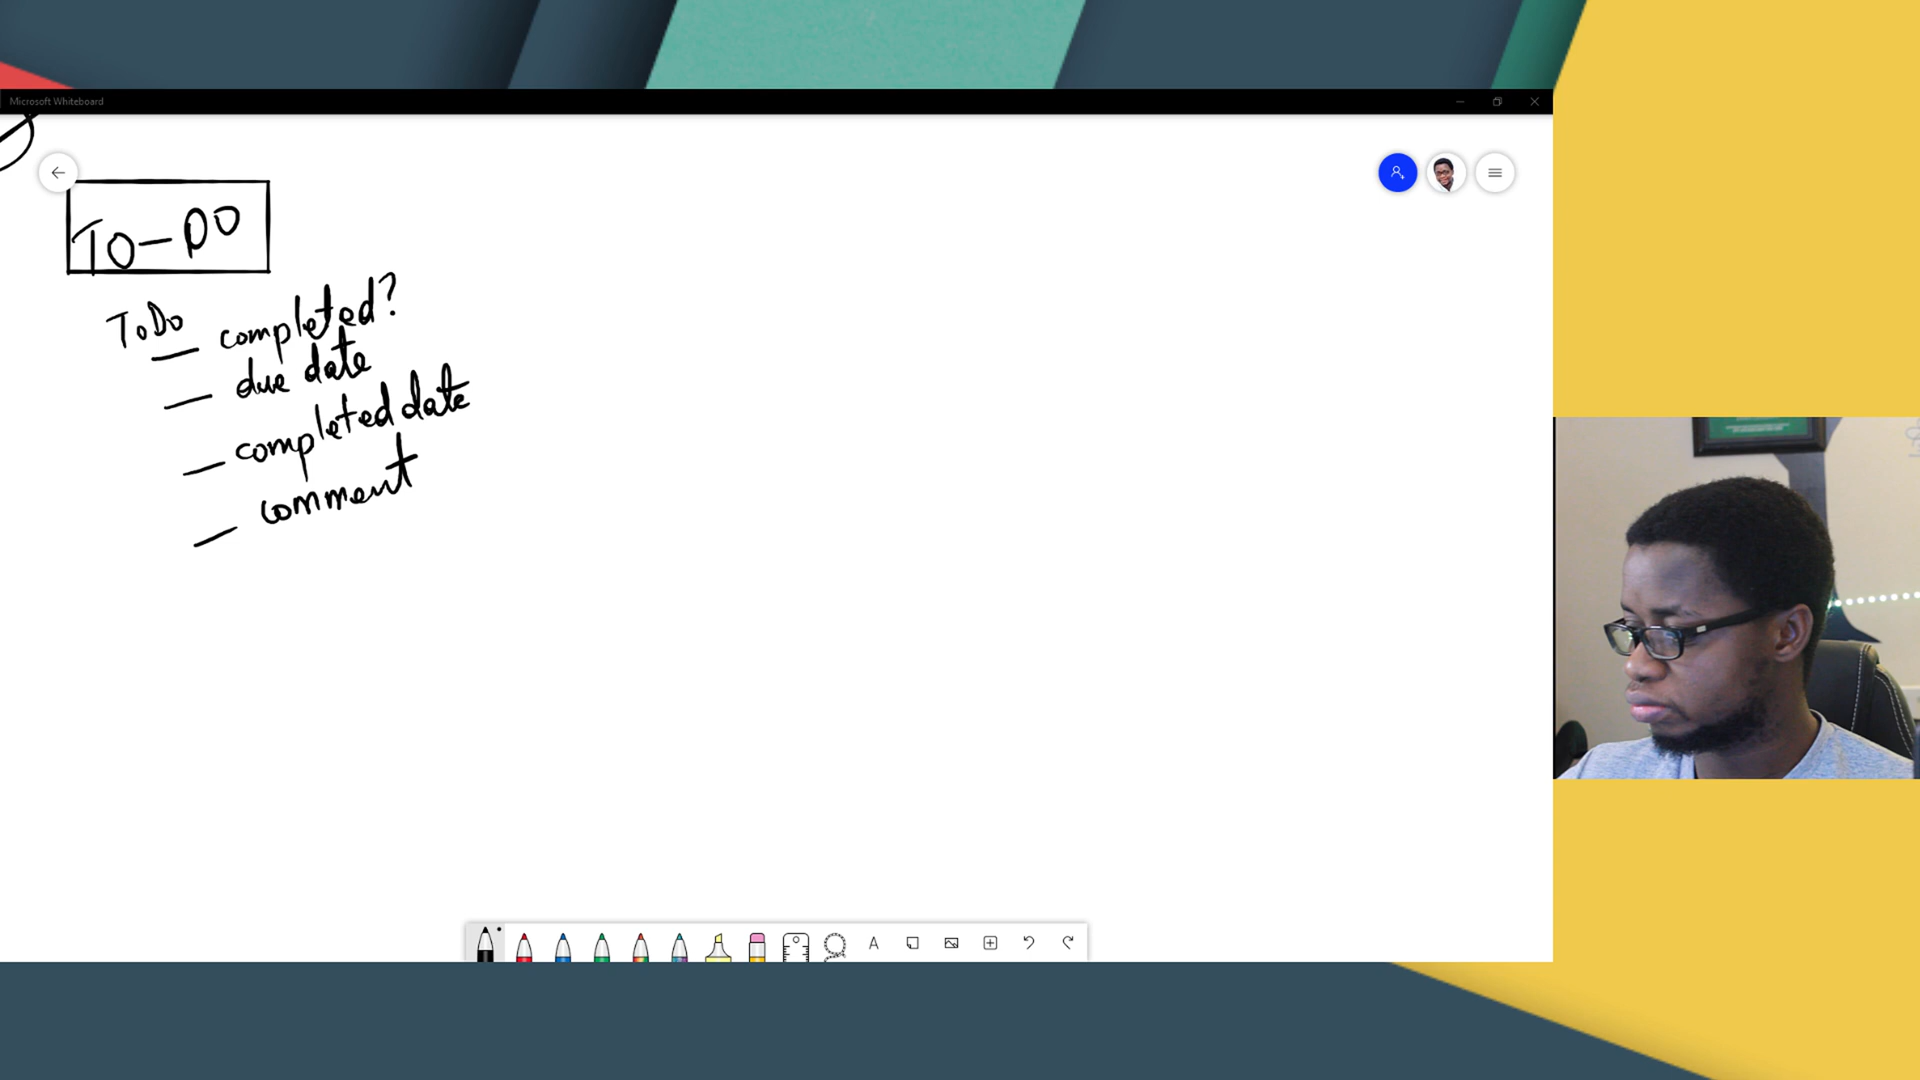 Microsoft Whiteboard
TO-DO
ToDo
— completed?
— due date
— completed date
— comment
A